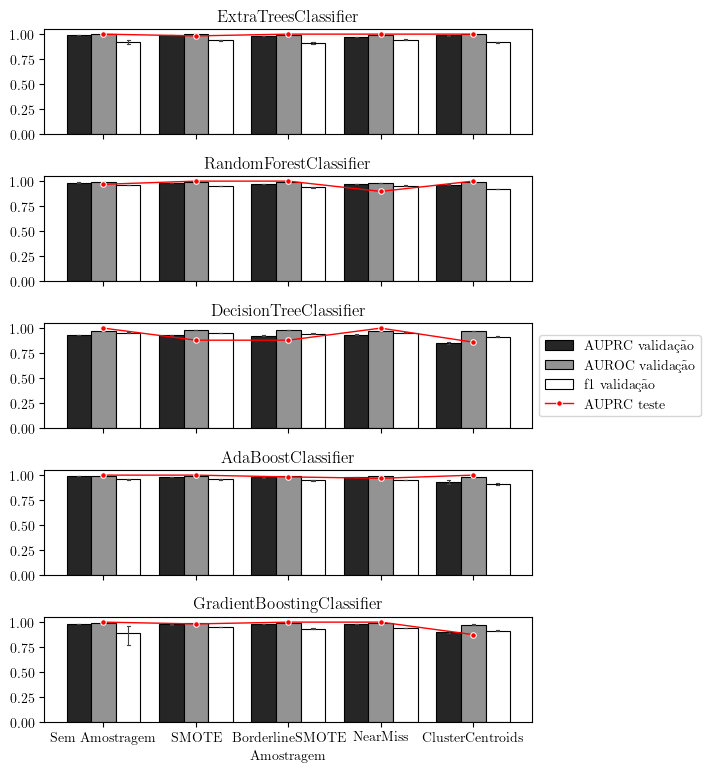 ExtraTreesClassifier
1.00
0.75
0.50
0.25
0.00
RandomForestClassifier
1.00
0.75
0.50
0.25
0.00
DecisionTreeClassifier
1.00
0.75
0.50
0.25
0.00
AUPRC validação
AUROC validação
f1 validação
AUPRC teste
AdaBoostClassifier
1.00
0.75
0.50
0.25
0.00
GradientBoostingClassifier
1.00
0.75
0.50
0.25
0.00
Sem Amostragem SMOTE BorderlineSMOTE NearMiss ClusterCentroids
Amostragem